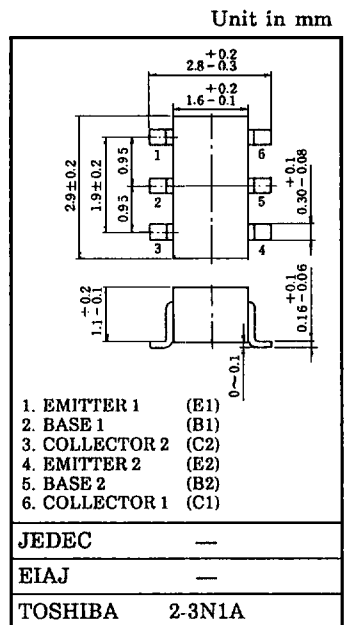 Unit in mm
+0.2
2.8-0.3
+0.2
1.6-0.1
1
6
2
5
3
4
2.9±0.2
1.9±0.2
0.95
0.95
+0.1
0.30-0.08
+0.2
1.1-0.1
+0.1
0.16-0.06
0~0.1
1. EMITTER 1 (E1)
2. BASE 1 (B1)
3. COLLECTOR 2 (C2)
4. EMITTER 2 (E2)
5. BASE 2 (B2)
6. COLLECTOR 1 (C1)
JEDEC —
EIAJ —
TOSHIBA 2-3N1A